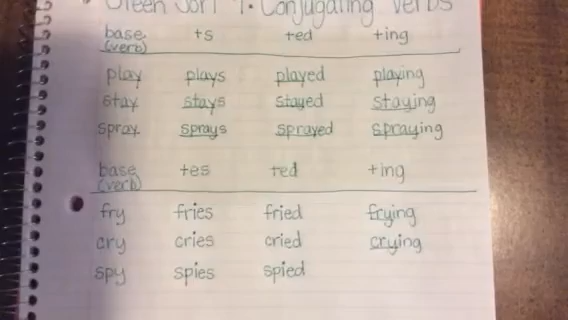 Green Sort 7: Conjugating Verbs
base +s +ed +ing
(verb)
play plays played playing
stay stays stayed staying
spray sprays sprayed spraying
base +es +ed +ing
(verb)
fry fries fried frying
cry cries cried crying
spy spies spied